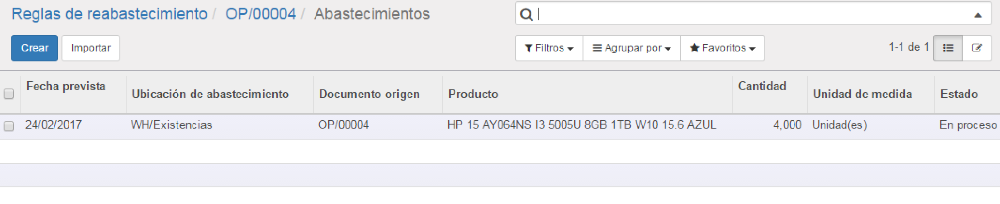 Reglas de reabastecimiento / OP/00004 / Abastecimientos
Crear Importar Filtros Agrupar por Favoritos 1-1 de 1
Fecha prevista Ubicación de abastecimiento Documento origen Producto Cantidad Unidad de medida Estado
24/02/2017 WH/Existencias OP/00004 HP 15 AY064NS I3 5005U 8GB 1TB W10 15.6 AZUL 4,000 Unidad(es) En proceso